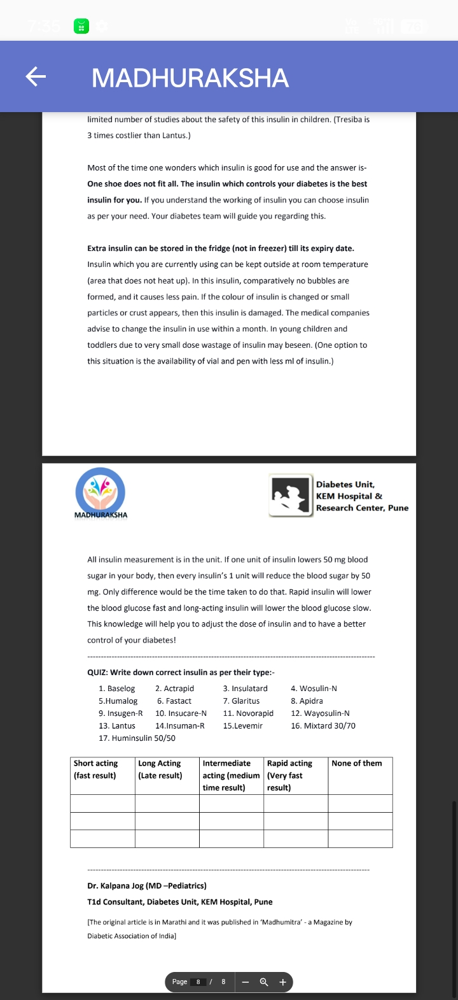 7:35
Vo
LTE
76
MADHURAKSHA
limited number of studies about the safety of this insulin in children. (Tresiba is
3 times costlier than Lantus.)
Most of the time one wonders which insulin is good for use and the answer is-
One shoe does not fit all. The insulin which controls your diabetes is the best
insulin for you. If you understand the working of insulin you can choose insulin
as per your need. Your diabetes team will guide you regarding this.
Extra insulin can be stored in the fridge (not in freezer) till its expiry date.
Insulin which you are currently using can be kept outside at room temperature
(area that does not heat up). In this insulin, comparatively no bubbles are
formed, and it causes less pain. If the colour of insulin is changed or small
particles or crust appears, then this insulin is damaged. The medical companies
advise to change the insulin in use within a month. In young children and
toddlers due to very small dose wastage of insulin may beseen. (One option to
this situation is the availability of vial and pen with less ml of insulin.)
MADHURAKSHA
Diabetes Unit,
KEM Hospital &
Research Center, Pune
All insulin measurement is in the unit. If one unit of insulin lowers 50 mg blood
sugar in your body, then every insulin's 1 unit will reduce the blood sugar by 50
mg. Only difference would be the time taken to do that. Rapid insulin will lower
the blood glucose fast and long-acting insulin will lower the blood glucose slow.
This knowledge will help you to adjust the dose of insulin and to have a better
control of your diabetes!
QUIZ: Write down correct insulin as per their type:-
1. Baselog 2. Actrapid 3. Insulatard 4. Wosulin-N
5.Humalog 6. Fastact 7. Glaritus 8. Apidra
9. Insugen-R 10. Insucare-N 11. Novorapid 12. Wayosulin-N
13. Lantus 14.Insuman-R 15.Levemir 16. Mixtard 30/70
17. Huminsulin 50/50
Short acting Long Acting Intermediate Rapid acting None of them
(fast result) (Late result) acting (medium (Very fast
time result) result)
Dr. Kalpana Jog (MD –Pediatrics)
T1d Consultant, Diabetes Unit, KEM Hospital, Pune
[The original article is in Marathi and it was published in ‘Madhumitra’ - a Magazine by
Diabetic Association of India]
Page 8 / 8